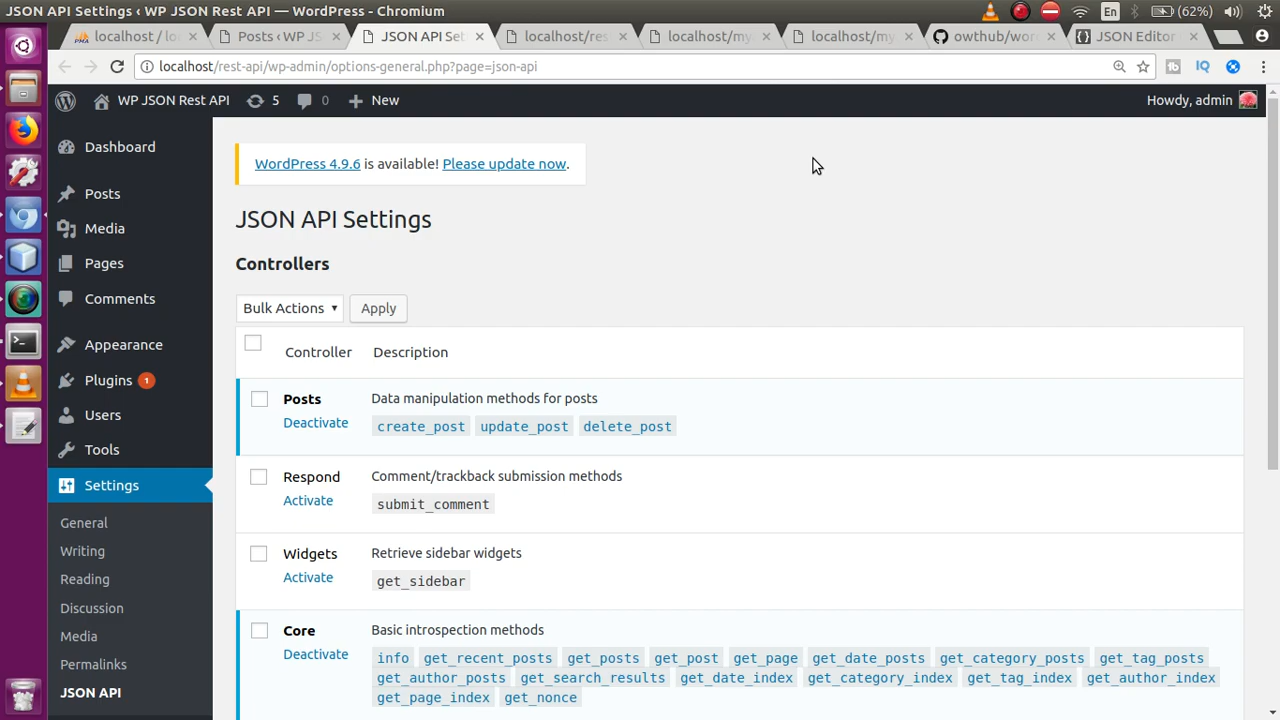 JSON API Settings ‹ WP JSON Rest API — WordPress - Chromium
En
(62%)
localhost / lo
Posts ‹ WP JS
JSON API Set
localhost/res
localhost/my
localhost/my
owthub/wor
JSON Editor
localhost/rest-api/wp-admin/options-general.php?page=json-api
WP JSON Rest API
5
0
New
Howdy, admin
Dashboard
Posts
Media
Pages
Comments
Appearance
Plugins 1
Users
Tools
Settings
General
Writing
Reading
Discussion
Media
Permalinks
JSON API
WordPress 4.9.6 is available! Please update now.
JSON API Settings
Controllers
Bulk Actions
Apply
Controller Description
Posts Data manipulation methods for posts
Deactivate create_post update_post delete_post
Respond Comment/trackback submission methods
Activate submit_comment
Widgets Retrieve sidebar widgets
Activate get_sidebar
Core Basic introspection methods
Deactivate info get_recent_posts get_posts get_post get_page get_date_posts get_category_posts get_tag_posts
get_author_posts get_search_results get_date_index get_category_index get_tag_index get_author_index
get_page_index get_nonce